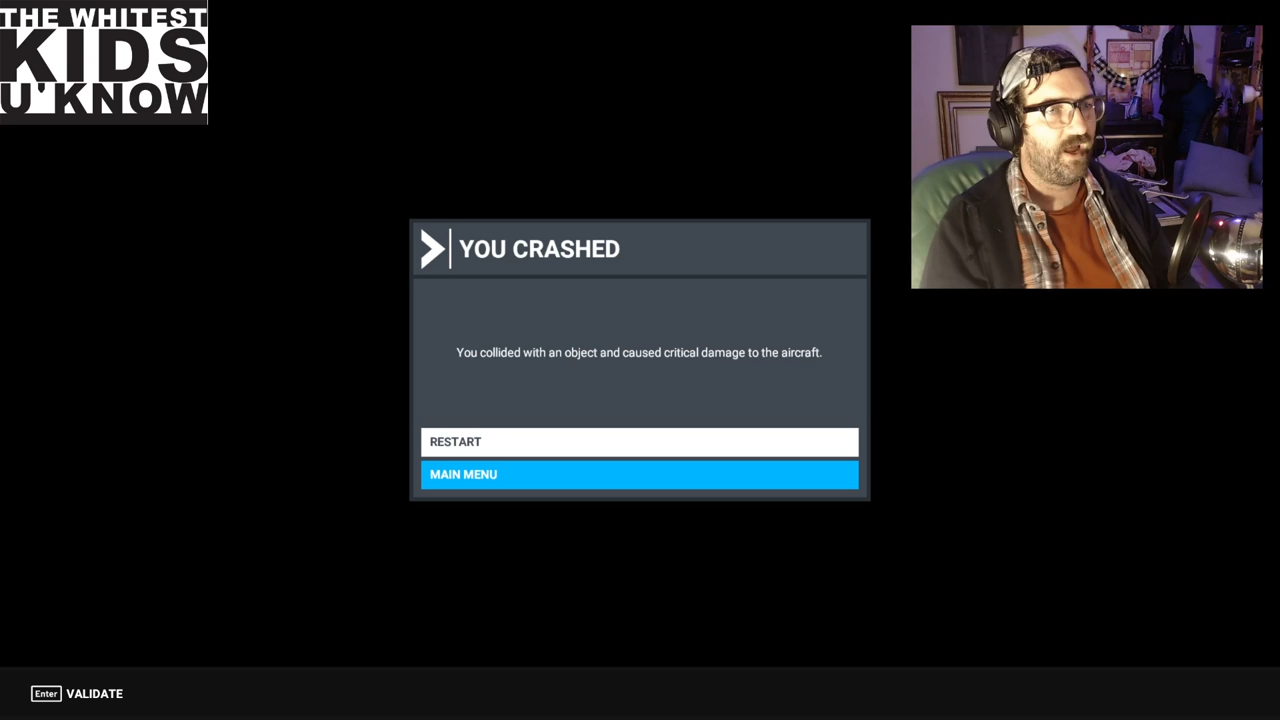 THE WHITEST
KIDS
U'KNOW
YOU CRASHED
You collided with an object and caused critical damage to the aircraft.
RESTART
MAIN MENU
Enter VALIDATE